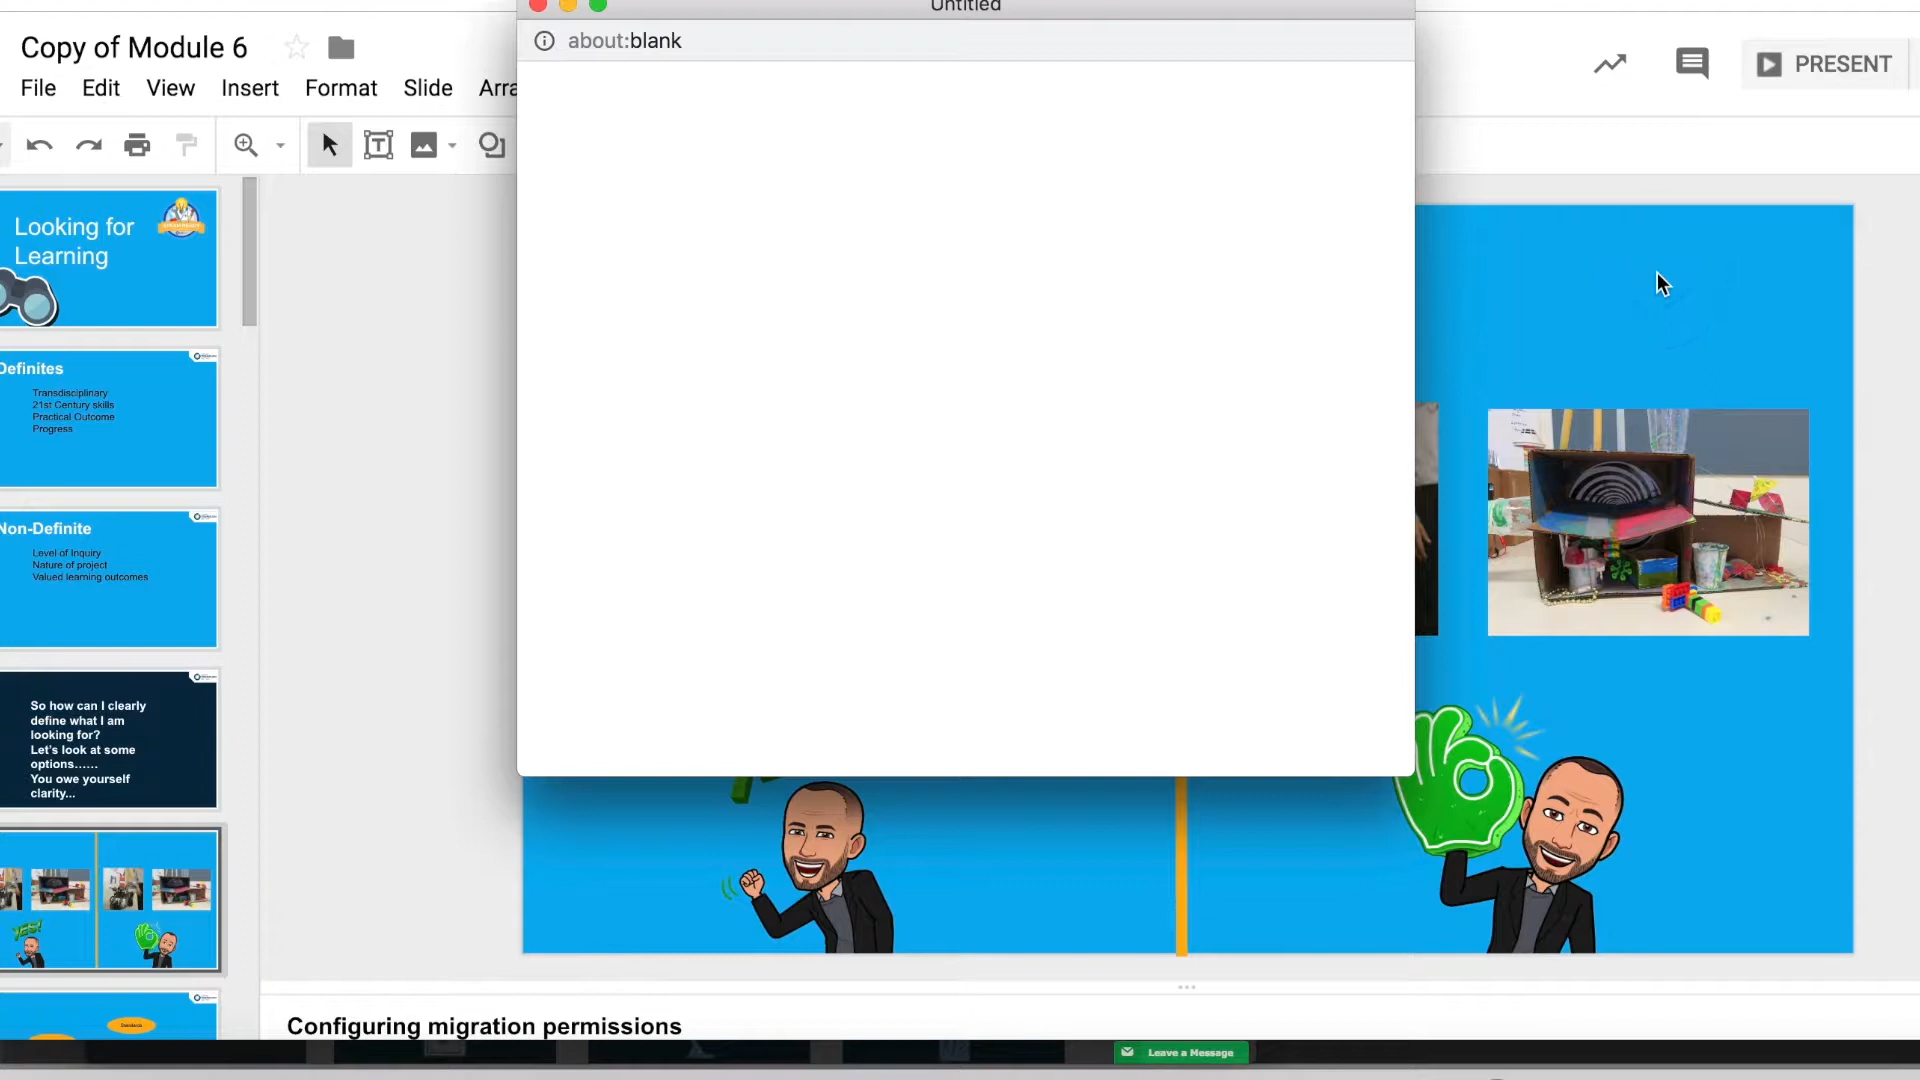 Untitled
about:blank
Copy of Module 6
File Edit View Insert Format Slide Arra
PRESENT
Looking for
Learning
Definites
Transdisciplinary
21st Century skills
Practical Outcome
Progress
Non-Definite
Level of Inquiry
Nature of project
Valued learning outcomes
So how can I clearly
define what I am
looking for?
Let's look at some
options......
You owe yourself
clarity...
YES!
Configuring migration permissions
Leave a Message